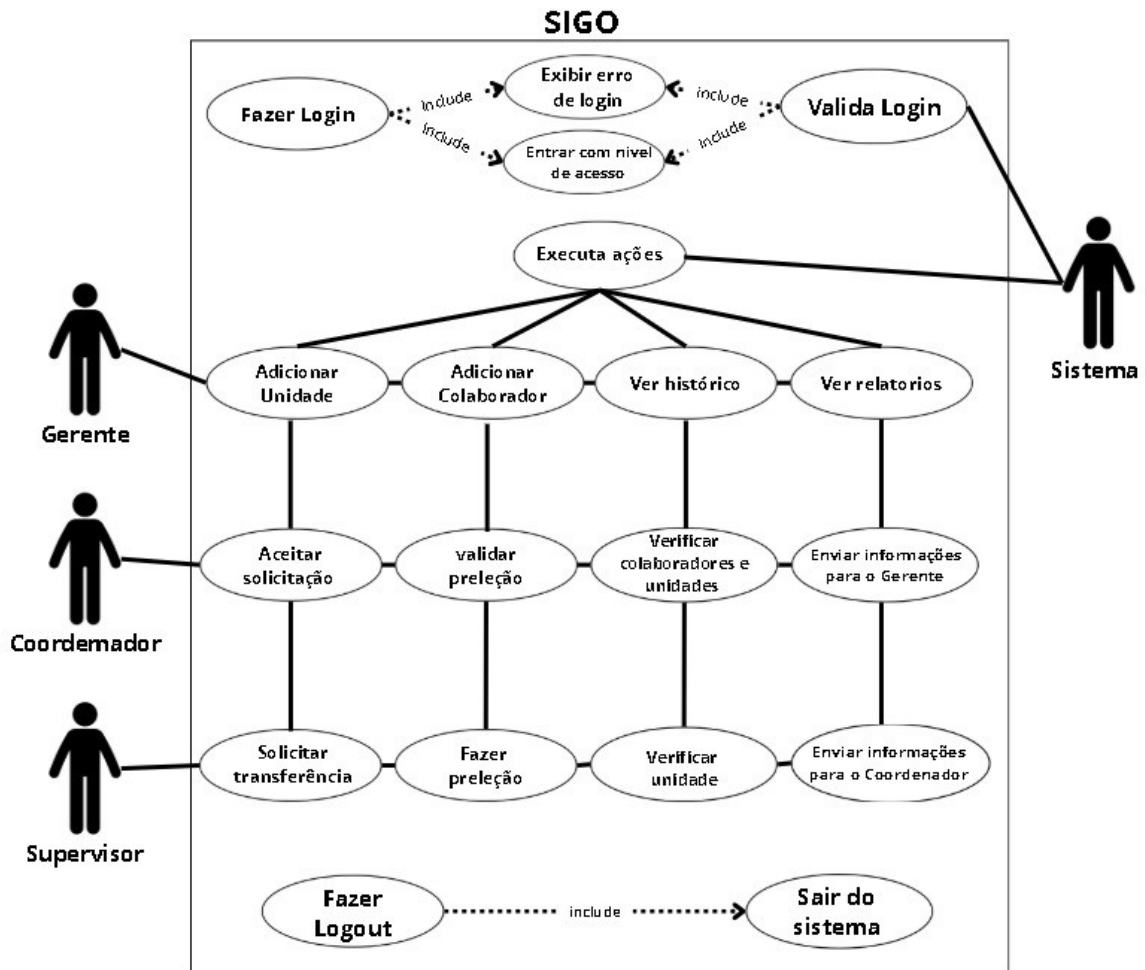 SIGO
Fazer Login
include
include
Exibir erro
de login
Entrar com nivel
de acesso
include
include
Valida Login
Executa ações
Sistema
Gerente
Adicionar
Unidade
Adicionar
Colaborador
Ver histórico
Ver relatorios
Coordemador
Aceitar
solicitação
validar
preleção
Verificar
colaboradores e
unidades
Enviar informações
para o Gerente
Supervisor
Solicitar
transferência
Fazer
preleção
Verificar
unidade
Enviar informações
para o Coordenador
Fazer
Logout
include
Sair do
sistema